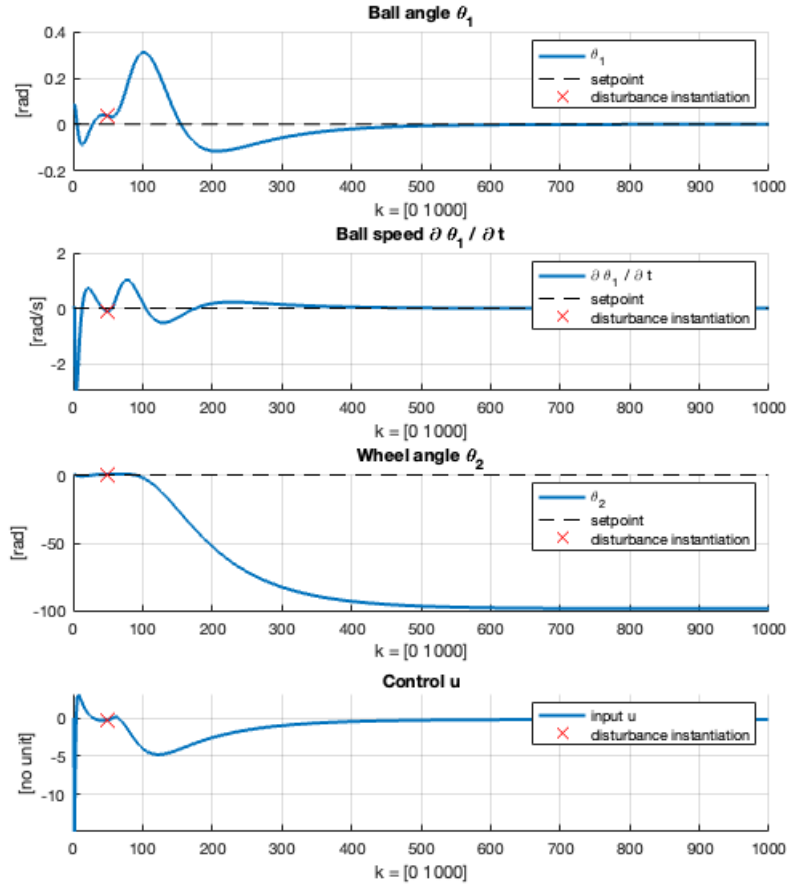 Ball angle θ₁
0.4
0.2
0
-0.2
[rad]
θ₁
setpoint
disturbance instantiation
0 100 200 300 400 500 600 700 800 900 1000
k = [0 1000]
Ball speed ∂ θ₁ / ∂ t
2
0
-2
[rad/s]
∂ θ₁ / ∂ t
setpoint
disturbance instantiation
0 100 200 300 400 500 600 700 800 900 1000
k = [0 1000]
Wheel angle θ₂
0
-50
-100
[rad]
θ₂
setpoint
disturbance instantiation
0 100 200 300 400 500 600 700 800 900 1000
k = [0 1000]
Control u
0
-5
-10
[no unit]
input u
disturbance instantiation
0 100 200 300 400 500 600 700 800 900 1000
k = [0 1000]